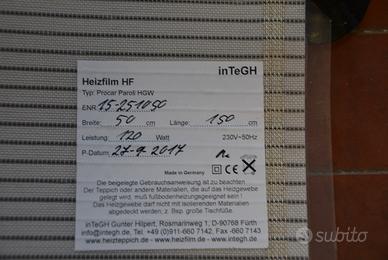 inTeGH
Heizfilm HF
Typ: Procar Paroli HGW
ENR. 15-251050
Breite: 50 cm Länge: 150 cm
Leistung: 120 Watt 230V~50Hz
P-Datum: 27-9-2017
Made in Germany
Die beigelegte Gebrauchsanweisung ist zu beachten.
Der Teppich oder andere Materialien, die auf das Heizgewebe
gelegt wird, muß fußbodenheizungsgeeignet sein.
Das Heizgewebe darf nicht mit isolierenden Materialien
abgedeckt werden, z. Bsp. große Tischfüße.
inTeGH Gunter Hilpert, Rosmarinweg 1, D-90768 Fürth
info@integh.de Tel: +49 (0)911-660 7142 Fax -660 7143
www.heizteppich.de www.heizfilm.de www.integh.de
subito